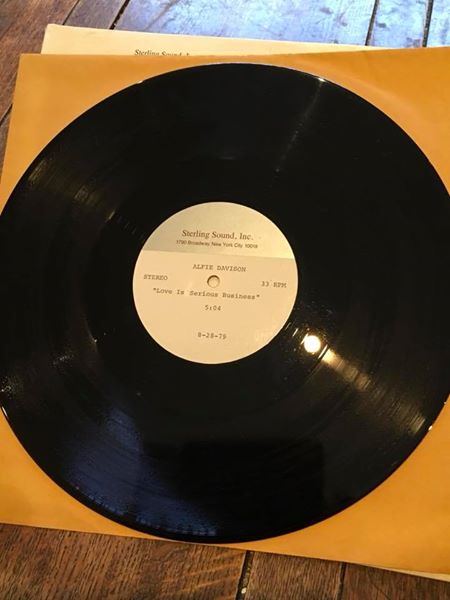 Sterling Sound, I
Sterling Sound, Inc.
1790 Broadway New York City 10019
ALFIE DAVISON
STEREO
33 RPM
"Love Is Serious Business"
5:04
8-28-79